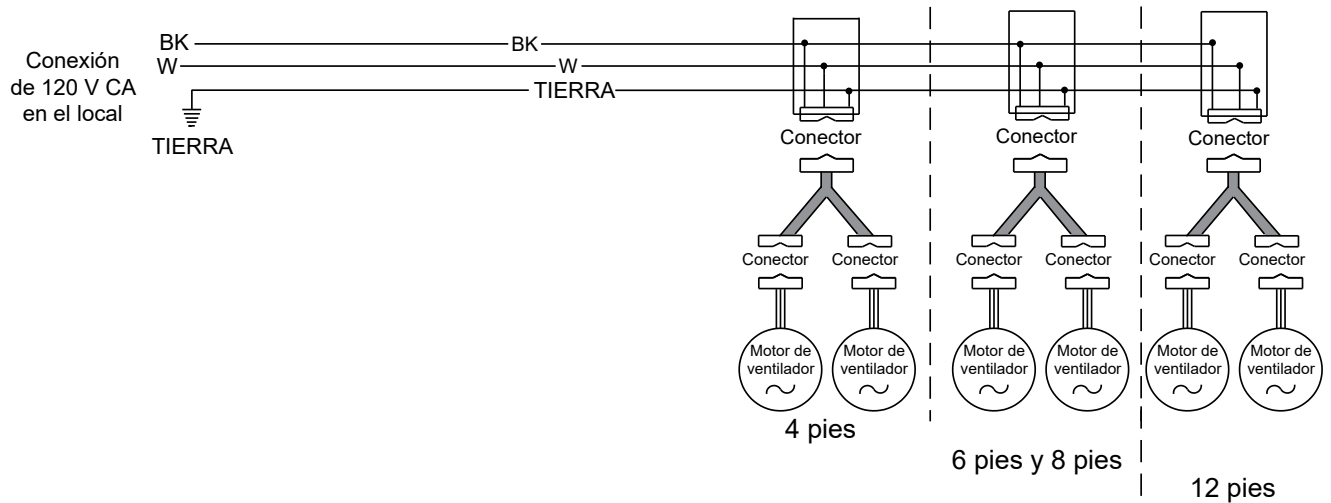 Conexión
de 120 V CA
en el local
BK
W
TIERRA
BK
W
TIERRA
Conector
Conector
Conector
Conector
Conector
Conector
Conector
Conector
Conector
Motor de
ventilador
Motor de
ventilador
Motor de
ventilador
Motor de
ventilador
Motor de
ventilador
Motor de
ventilador
4 pies
6 pies y 8 pies
12 pies